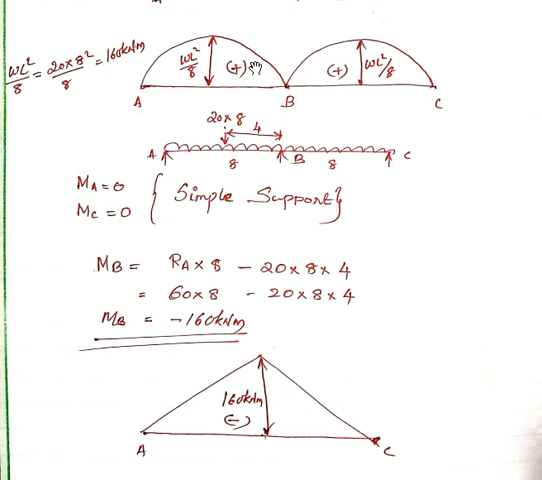 WL²/8 = 20×8²/8 = 160kNm
WL²/8 (+) (+) WL²/8
A B C
20×8
4
A B C
8 8
MA = 0
MC = 0 { Simple Support }
MB = RA × 8 - 20×8×4
= 60×8 - 20×8×4
MB = -160kNm
160kNm
(-)
A C